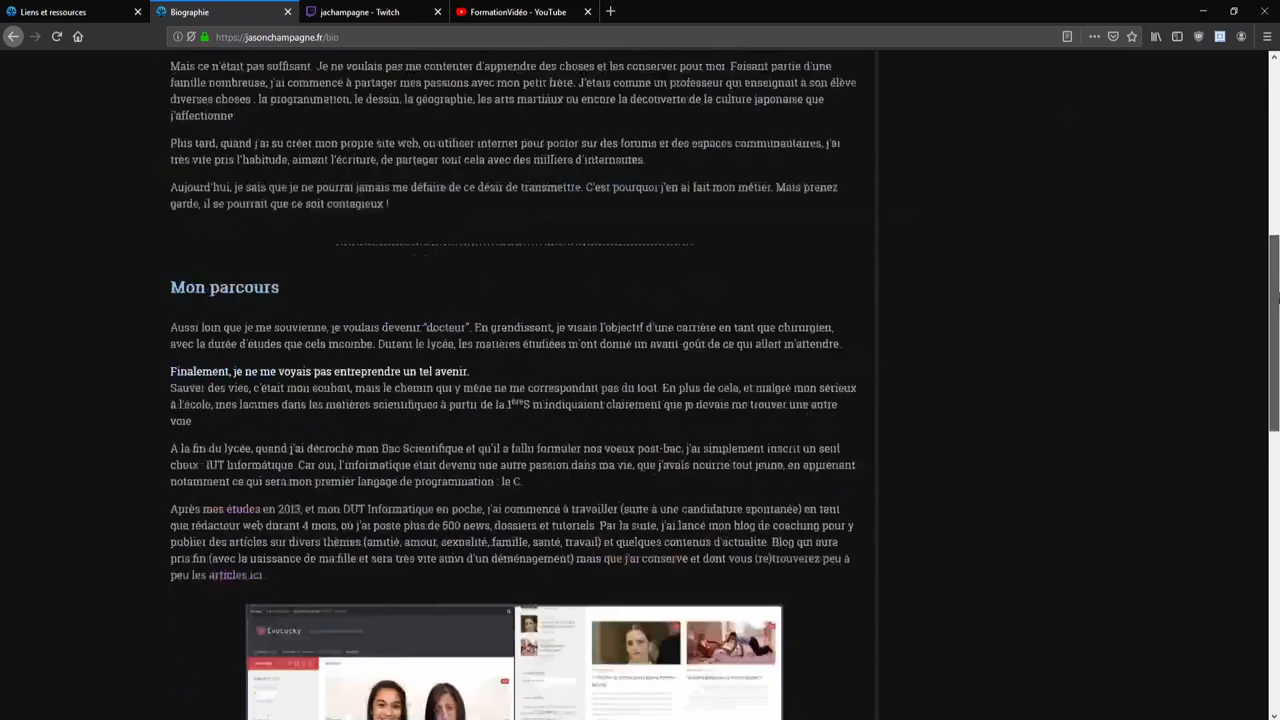 Liens et ressources
Biographie
jachampagne - Twitch
FormationVidéo - YouTube
https://jasonchampagne.fr/bio
Mais ce n'était pas suffisant. Je ne voulais pas me contenter d'apprendre des choses et les conserver pour moi. Faisant partie d'une
famille nombreuse, j'ai commencé à partager mes passions avec mon petit frère. J'étais comme un professeur qui enseignait à son élève
diverses choses : la programmation, le dessin, la géographie, les arts martiaux ou encore la découverte de la culture japonaise que
j'affectionne.
Plus tard, quand j'ai su créer mon propre site web, ou utiliser internet pour poster sur des forums et des espaces communautaires, j'ai
très vite pris l'habitude, aimant l'écriture, de partager tout cela avec des milliers d'internautes.
Aujourd'hui, je sais que je ne pourrai jamais me défaire de ce désir de transmettre. C'est pourquoi j'en ai fait mon métier. Mais prenez
garde, il se pourrait que ce soit contagieux !
Mon parcours
Aussi loin que je me souvienne, je voulais devenir "docteur". En grandissant, je visais l'objectif d'une carrière en tant que chirurgien,
avec la durée d'études que cela incombe. Durant le lycée, les matières étudiées m'ont donné un avant-goût de ce qui allait m'attendre.
Finalement, je ne me voyais pas entreprendre un tel avenir.
Sauver des vies, c'était mon souhait, mais le chemin qui y mène ne me correspondait pas du tout. En plus de cela, et malgré mon sérieux
à l'école, mes lacunes dans les matières scientifiques à partir de la 1èreS m'indiquaient clairement que je devais me trouver une autre
voie
À la fin du lycée, quand j'ai décroché mon Bac Scientifique et qu'il a fallu formuler nos voeux post-bac, j'ai simplement inscrit un seul
choix : IUT Informatique. Car oui, l'informatique était devenu une autre passion dans ma vie, que j'avais nourrie tout jeune, en apprenant
notamment ce qui sera mon premier langage de programmation : le C.
Après mes études en 2013, et mon DUT Informatique en poche, j'ai commencé à travailler (suite à une candidature spontanée) en tant
que rédacteur web durant 4 mois, où j'ai posté plus de 500 news, dossiers et tutoriels. Par la suite, j'ai lancé mon blog de coaching pour y
publier des articles sur divers thèmes (amitié, amour, sexualité, famille, santé, travail) et quelques contenus d'actualité. Blog qui aura
pris fin (avec la naissance de ma fille et sera très vite suivi d'un déménagement) mais que j'ai conservé et dont vous (re)trouverez peu à
peu les articles ici.
Evolucky